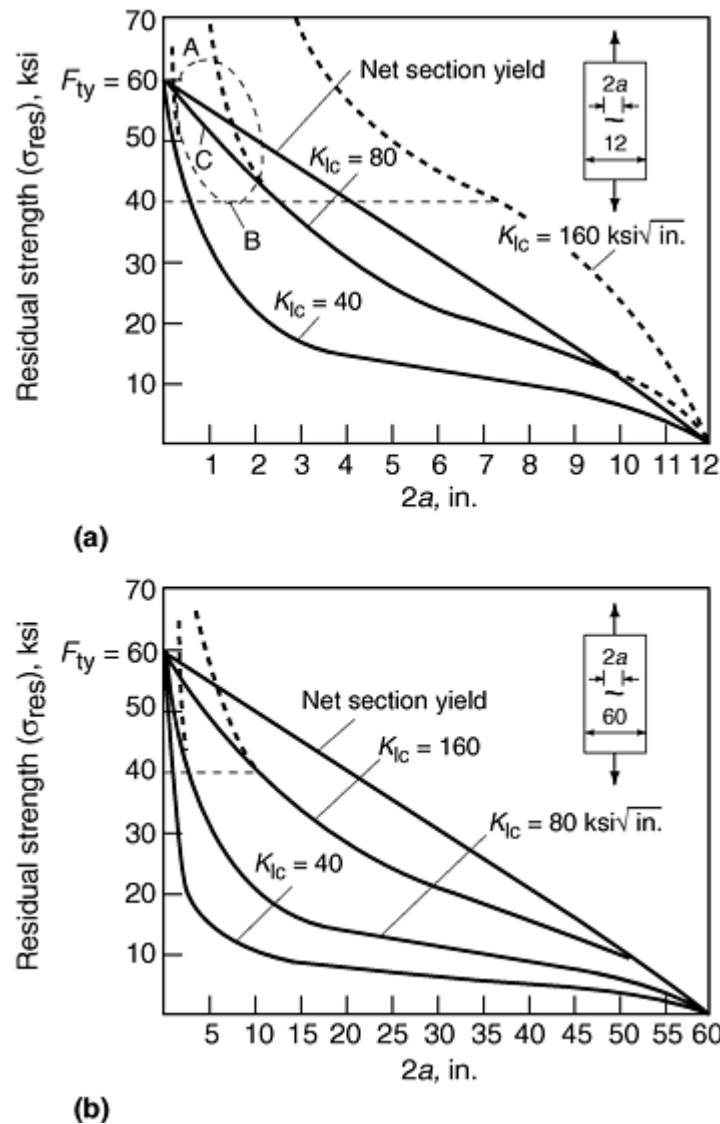 70
A
Net section yield
F_ty = 60
2a
50
C
K_Ic = 80
12
40
B
K_Ic = 160 ksi√in.
30
K_Ic = 40
20
10
Residual strength (σ_res), ksi
1 2 3 4 5 6 7 8 9 10 11 12
2a, in.
(a)
70
F_ty = 60
2a
Net section yield
50
60
K_Ic = 160
40
K_Ic = 80 ksi√in.
30
K_Ic = 40
20
10
Residual strength (σ_res), ksi
5 10 15 20 25 30 35 40 45 50 55 60
2a, in.
(b)